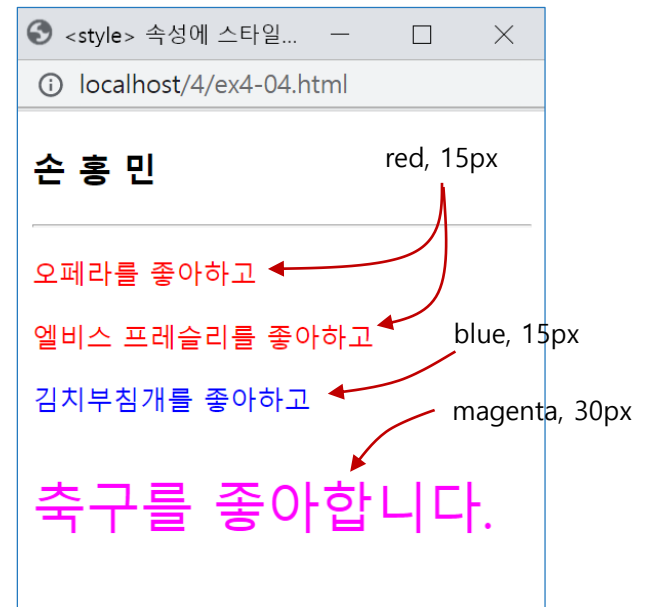 <style> 속성에 스타일...
localhost/4/ex4-04.html
손 홍 민
red, 15px
오페라를 좋아하고
엘비스 프레슬리를 좋아하고
blue, 15px
김치부침개를 좋아하고
magenta, 30px
축구를 좋아합니다.